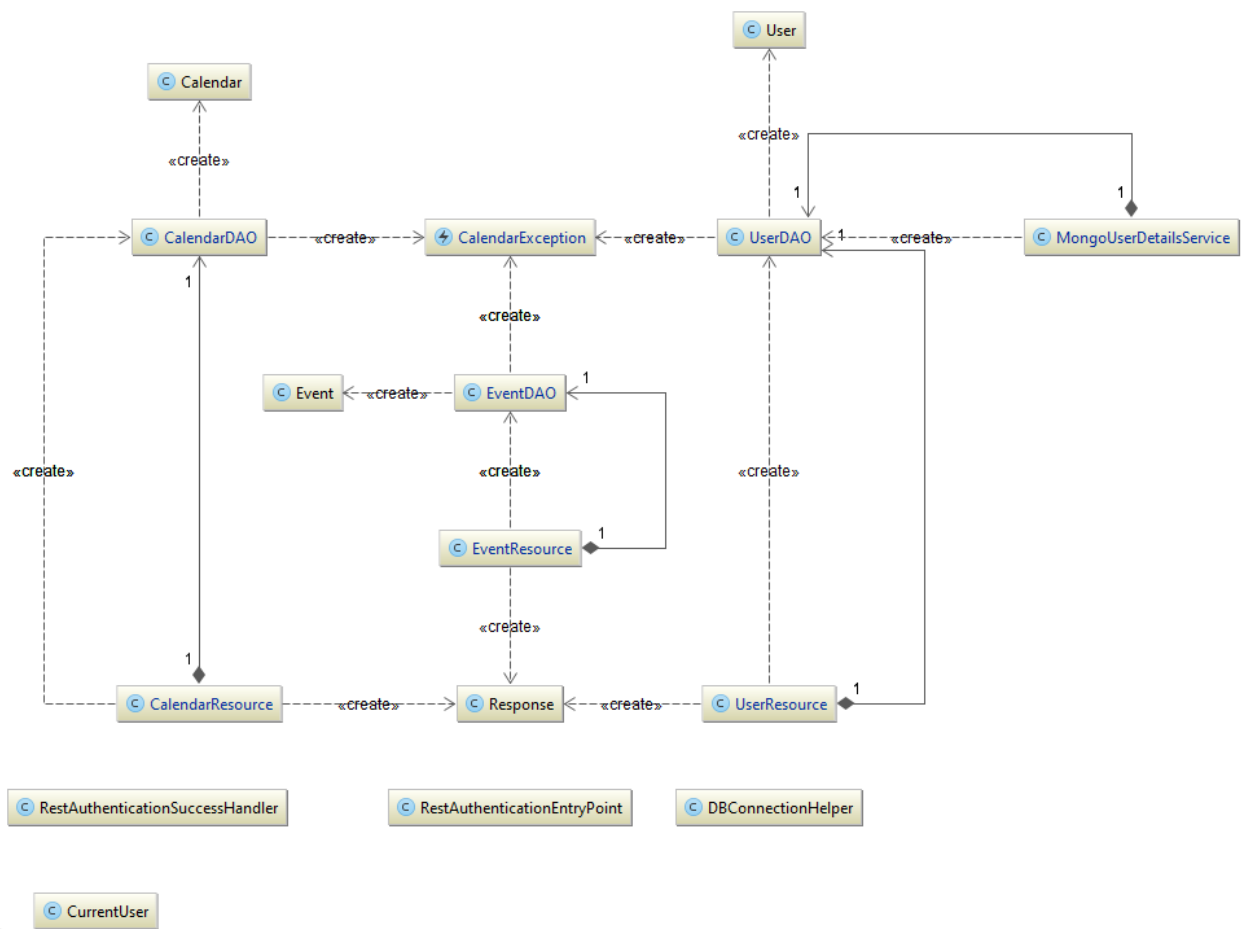 C User
C Calendar
«create»
«create»
1
1
C CalendarDAO
«create»
CalendarException
«create»
C UserDAO
1
«create»
C MongoUserDetailsService
1
«create»
1
C Event
«create»
C EventDAO
«create»
«create»
«create»
1
C EventResource
«create»
1
1
C CalendarResource
«create»
C Response
«create»
C UserResource
C RestAuthenticationSuccessHandler
C RestAuthenticationEntryPoint
C DBConnectionHelper
C CurrentUser